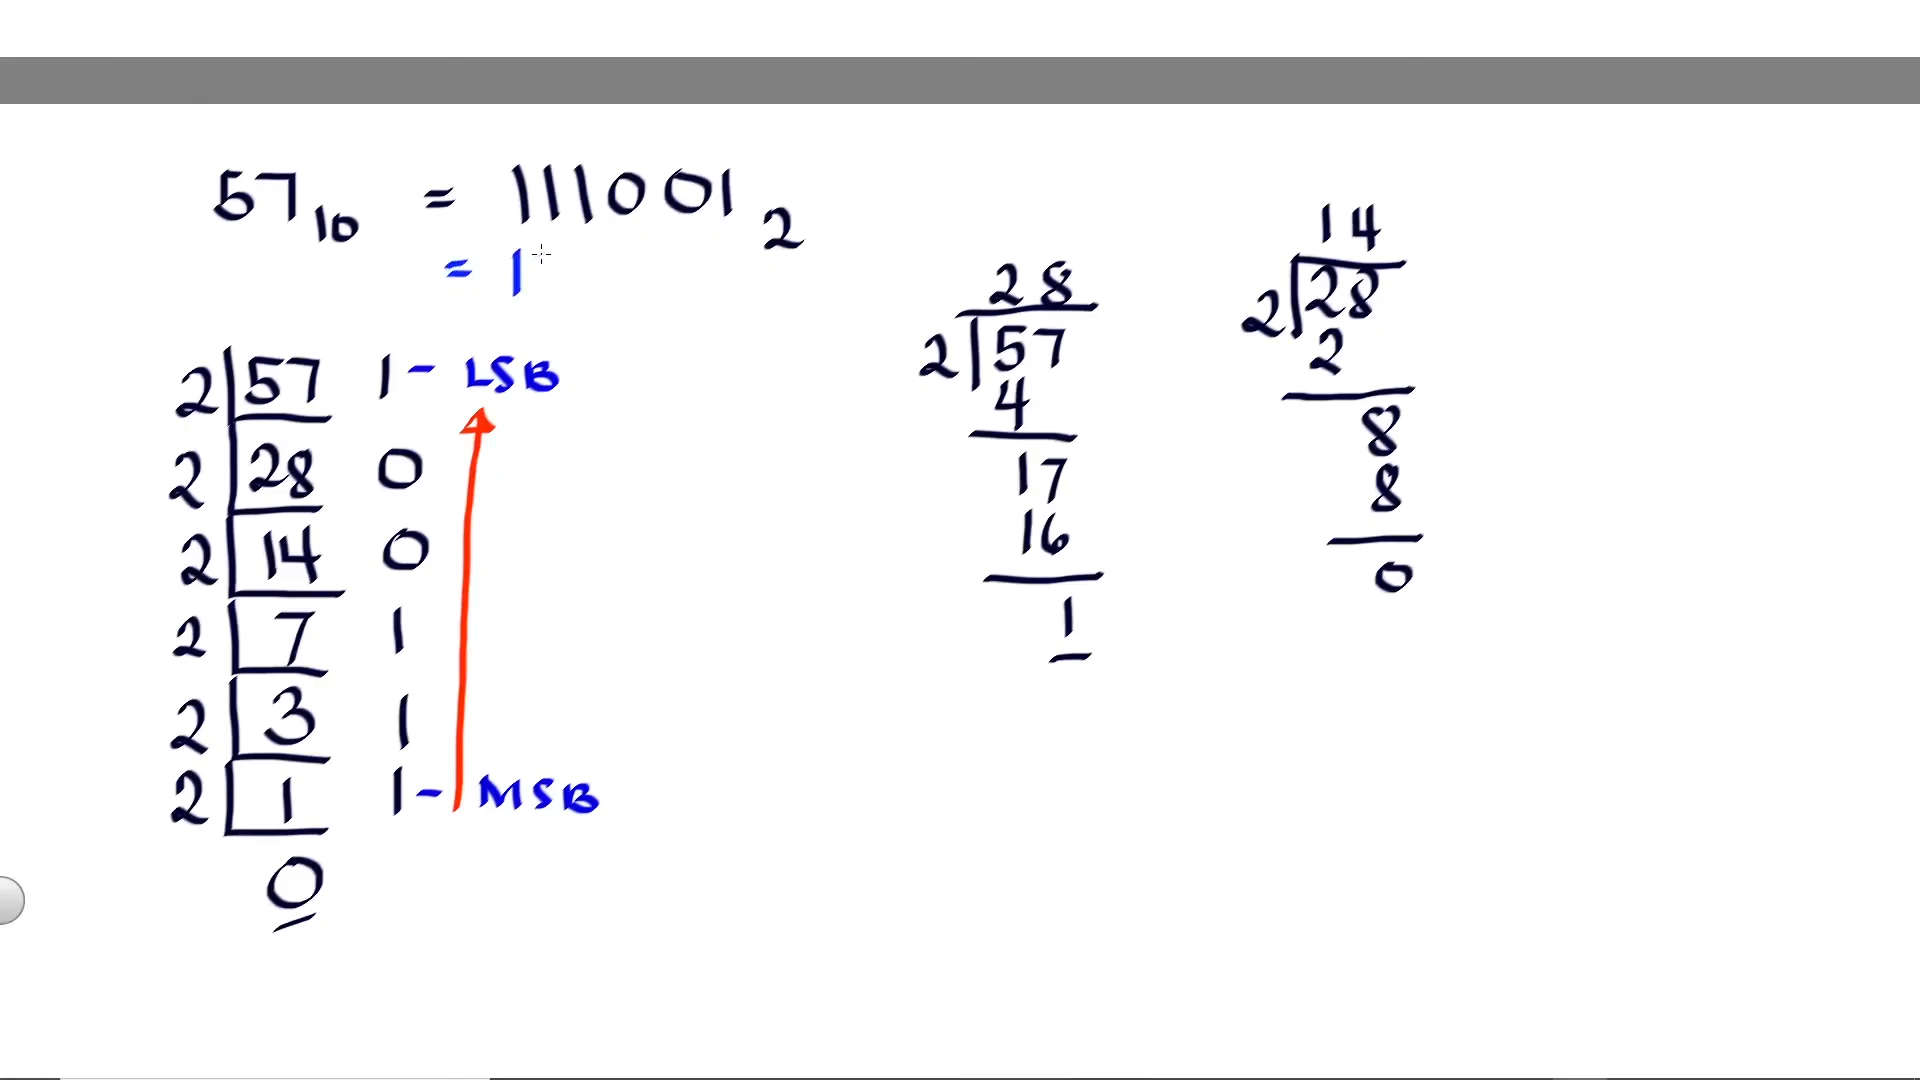 57₁₀ = 111001₂
= 1
2 57 1 - LSB
2 28 0
2 14 0
2 7 1
2 3 1
2 1 1 - MSB
0
28
2 57
4
17
16
1
14
2 28
2
8
8
0